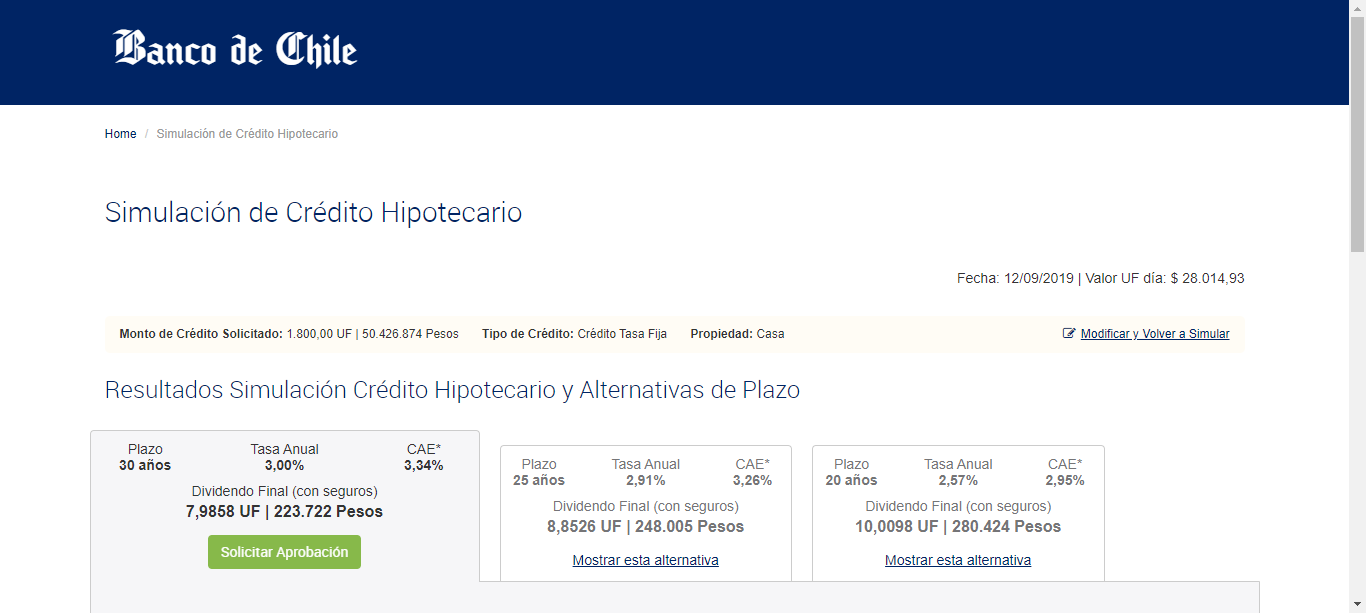 Banco de Chile
Home / Simulación de Crédito Hipotecario
Simulación de Crédito Hipotecario
Fecha: 12/09/2019 | Valor UF día: $ 28.014,93
Monto de Crédito Solicitado: 1.800,00 UF | 50.426.874 Pesos Tipo de Crédito: Crédito Tasa Fija Propiedad: Casa Modificar y Volver a Simular
Resultados Simulación Crédito Hipotecario y Alternativas de Plazo
Plazo Tasa Anual CAE*
30 años 3,00% 3,34%
Dividendo Final (con seguros)
7,9858 UF | 223.722 Pesos
Solicitar Aprobación
Plazo Tasa Anual CAE*
25 años 2,91% 3,26%
Dividendo Final (con seguros)
8,8526 UF | 248.005 Pesos
Mostrar esta alternativa
Plazo Tasa Anual CAE*
20 años 2,57% 2,95%
Dividendo Final (con seguros)
10,0098 UF | 280.424 Pesos
Mostrar esta alternativa